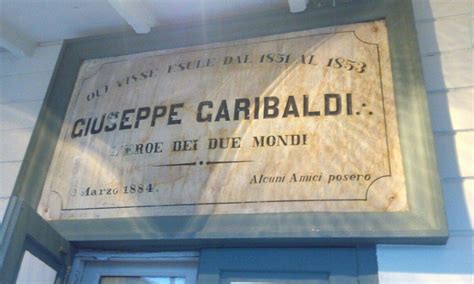 QUI VISSE ESULE DAL 1851 AL 1853
GIUSEPPE GARIBALDI∴
L'EROE DEI DUE MONDI
Marzo 1884. Alcuni Amici posero